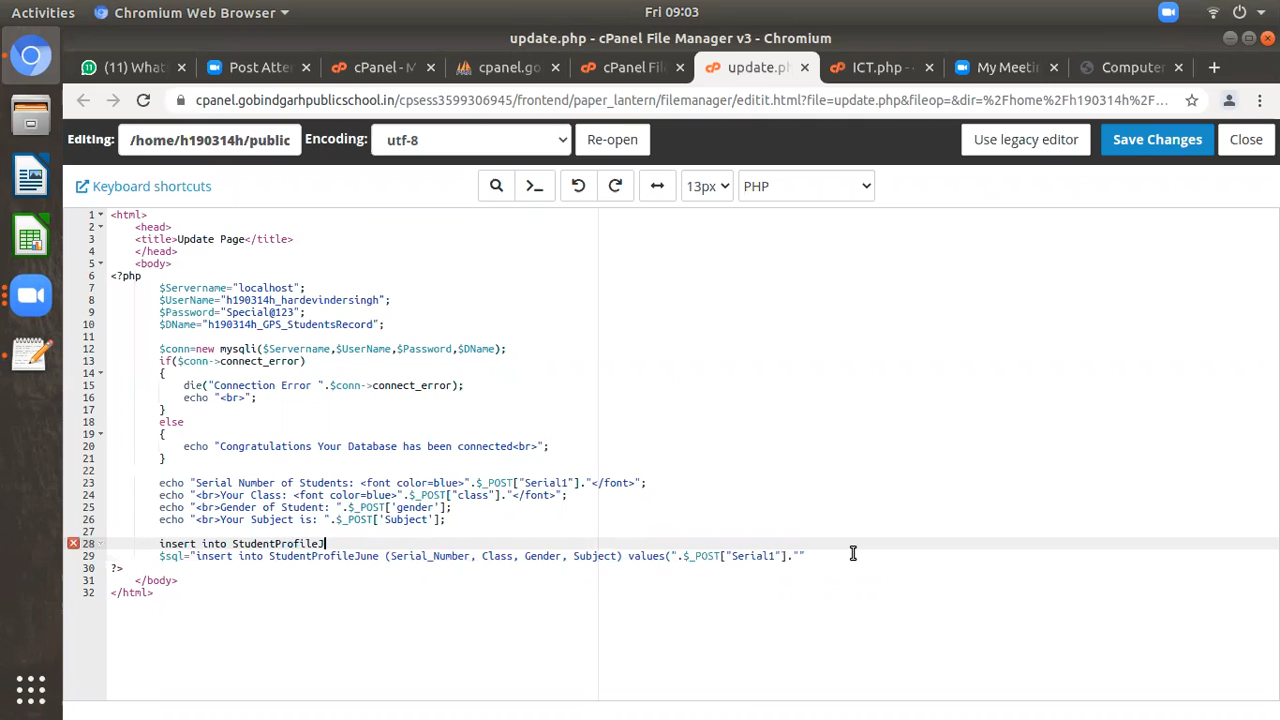 Activities Chromium Web Browser Fri 09:03
update.php - cPanel File Manager v3 - Chromium
(11) What Post Atte cPanel - M cpanel.go cPanel File update.ph ICT.php - My Meeti Computer
cpanel.gobindgarhpublicschool.in/cpsess3599306945/frontend/paper_lantern/filemanager/editit.html?file=update.php&fileop=&dir=%2Fhome%2Fh190314h%2F...
Editing: /home/h190314h/public Encoding: utf-8 Re-open Use legacy editor Save Changes Close
Keyboard shortcuts 13px PHP
1 <html>
2 <head>
3 <title>Update Page</title>
4 </head>
5 <body>
6 <?php
7 $Servername="localhost";
8 $UserName="h190314h_hardevindersingh";
9 $Password="Special@123";
10 $DName="h190314h_GPS_StudentsRecord";
11
12 $conn=new mysqli($Servername,$UserName,$Password,$DName);
13 if($conn->connect_error)
14 {
15 die("Connection Error ".$conn->connect_error);
16 echo "<br>";
17 }
18 else
19 {
20 echo "Congratulations Your Database has been connected<br>";
21 }
22
23 echo "Serial Number of Students: <font color=blue>".$_POST["Serial1"]."</font>";
24 echo "<br>Your Class: <font color=blue>".$_POST["class"]."</font>";
25 echo "<br>Gender of Student: ".$_POST['gender'];
26 echo "<br>Your Subject is: ".$_POST['Subject'];
27
28 insert into StudentProfileJ
29 $sql="insert into StudentProfileJune (Serial_Number, Class, Gender, Subject) values(".$_POST["Serial1"].""
30 ?>
31 </body>
32 </html>